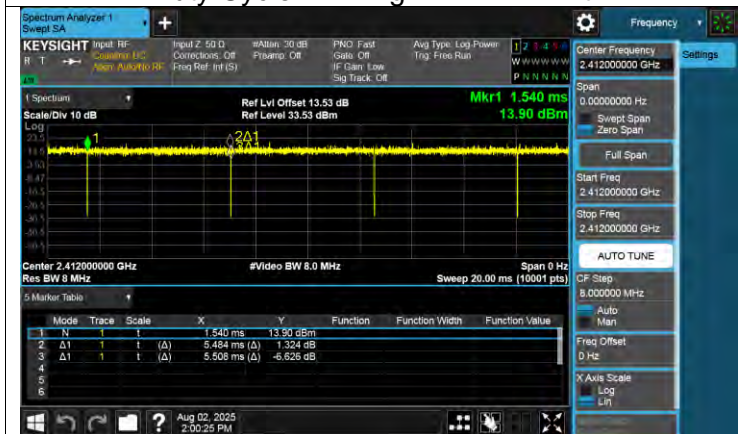 Spectrum Analyzer 1
Swept SA
Frequency
KEYSIGHT Input: RF Input Z: 50 Ω #Atten: 30 dB PNO: Fast Avg Type: Log-Power 1 2 3 4 5 6
R T Corrections: Off Preamp: Off Gate: Off Trig: Free Run W W W W W W
Freq Ref: Int (S) IF Gain: Low
Sig Track: Off P N N N N N
1 Spectrum
Ref Lvl Offset 13.53 dB Mkr1 1.540 ms
Scale/Div 10 dB Ref Level 33.53 dBm 13.90 dBm
Log
23.5
1
2Δ1
3.53
-30.5
Center 2.412000000 GHz #Video BW 8.0 MHz Span 0 Hz
Res BW 8 MHz Sweep 20.00 ms (10001 pts)
5 Marker Table
Mode Trace Scale X Y Function Function Width Function Value
1 N 1 t 1.540 ms 13.90 dBm
2 Δ1 1 t (Δ) 5.484 ms (Δ) 1.324 dB
3 Δ1 1 t (Δ) 5.508 ms (Δ) -6.626 dB
4
5
6
Aug 02, 2025
2:00:25 PM
Settings
Center Frequency
2.412000000 GHz
Span
0.00000000 Hz
Swept Span
Zero Span
Full Span
Start Freq
2.412000000 GHz
Stop Freq
2.412000000 GHz
AUTO TUNE
CF Step
8.000000 MHz
Auto
Man
Freq Offset
0 Hz
X Axis Scale
Log
Lin